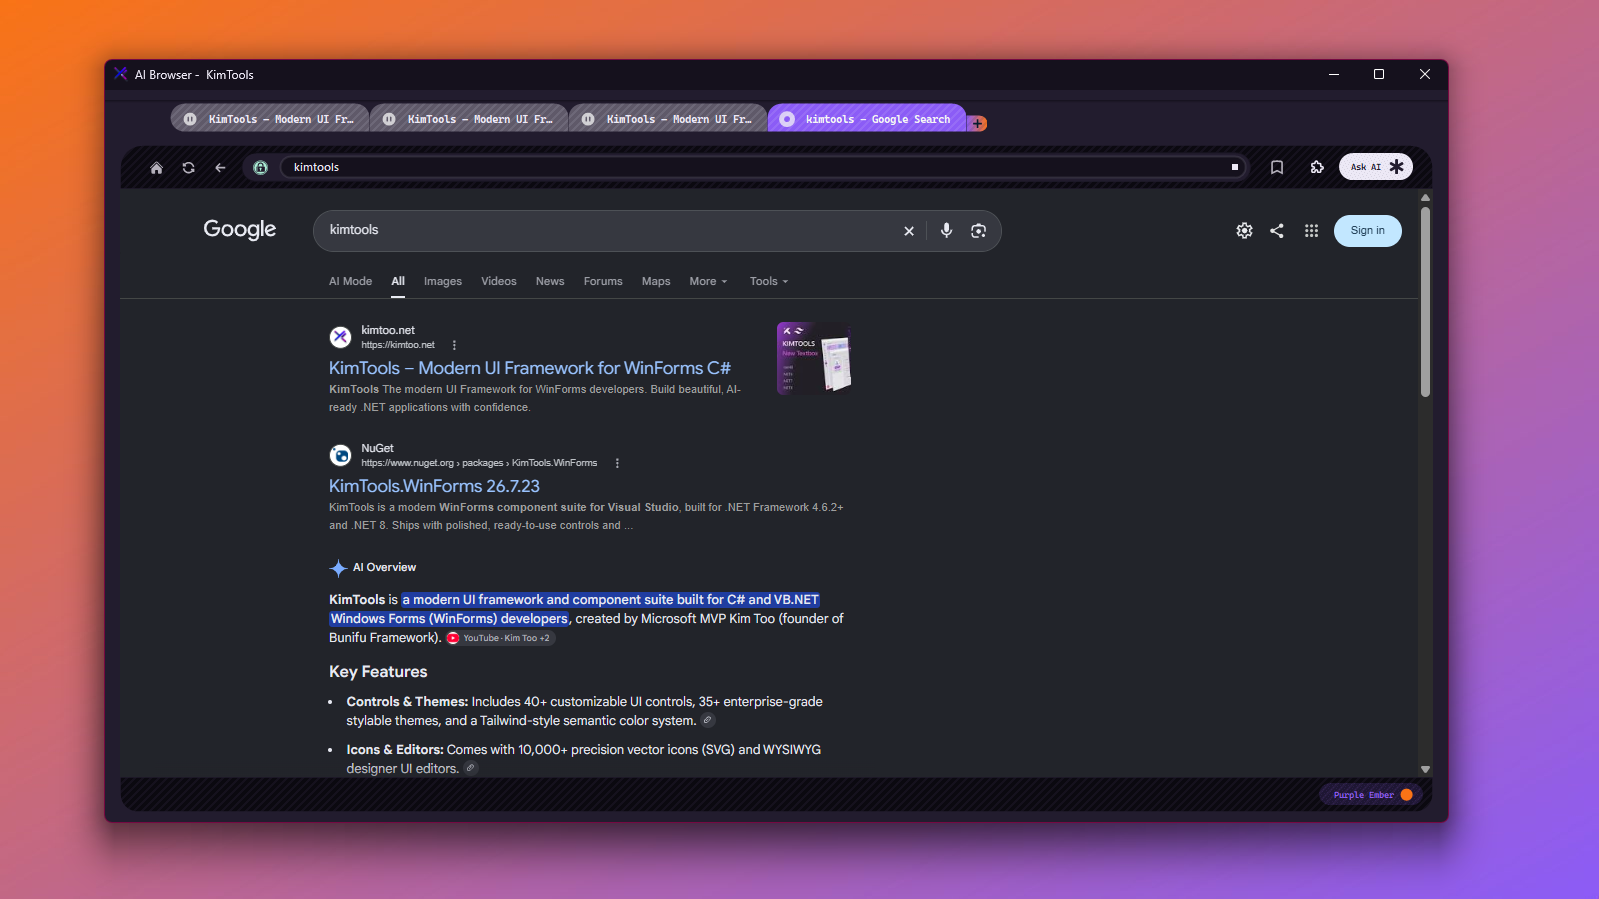 AI Browser - KimTools
KimTools – Modern UI Fr…
KimTools – Modern UI Fr…
KimTools – Modern UI Fr…
kimtools – Google Search
kimtools
Ask AI
Google
kimtools
Sign in
AI Mode
All
Images
Videos
News
Forums
Maps
More
Tools
kimtoo.net
https://kimtoo.net
KimTools – Modern UI Framework for WinForms C#
KimTools The modern UI Framework for WinForms developers. Build beautiful, AI-
ready .NET applications with confidence.
KIMTOOLS
New Textbox
NuGet
https://www.nuget.org › packages › KimTools.WinForms
KimTools.WinForms 26.7.23
KimTools is a modern WinForms component suite for Visual Studio, built for .NET Framework 4.6.2+
and .NET 8. Ships with polished, ready-to-use controls and ...
AI Overview
KimTools is a modern UI framework and component suite built for C# and VB.NET
Windows Forms (WinForms) developers, created by Microsoft MVP Kim Too (founder of
Bunifu Framework). YouTube · Kim Too +2
Key Features
• Controls & Themes: Includes 40+ customizable UI controls, 35+ enterprise-grade
stylable themes, and a Tailwind-style semantic color system.
• Icons & Editors: Comes with 10,000+ precision vector icons (SVG) and WYSIWYG
designer UI editors.
Purple Ember